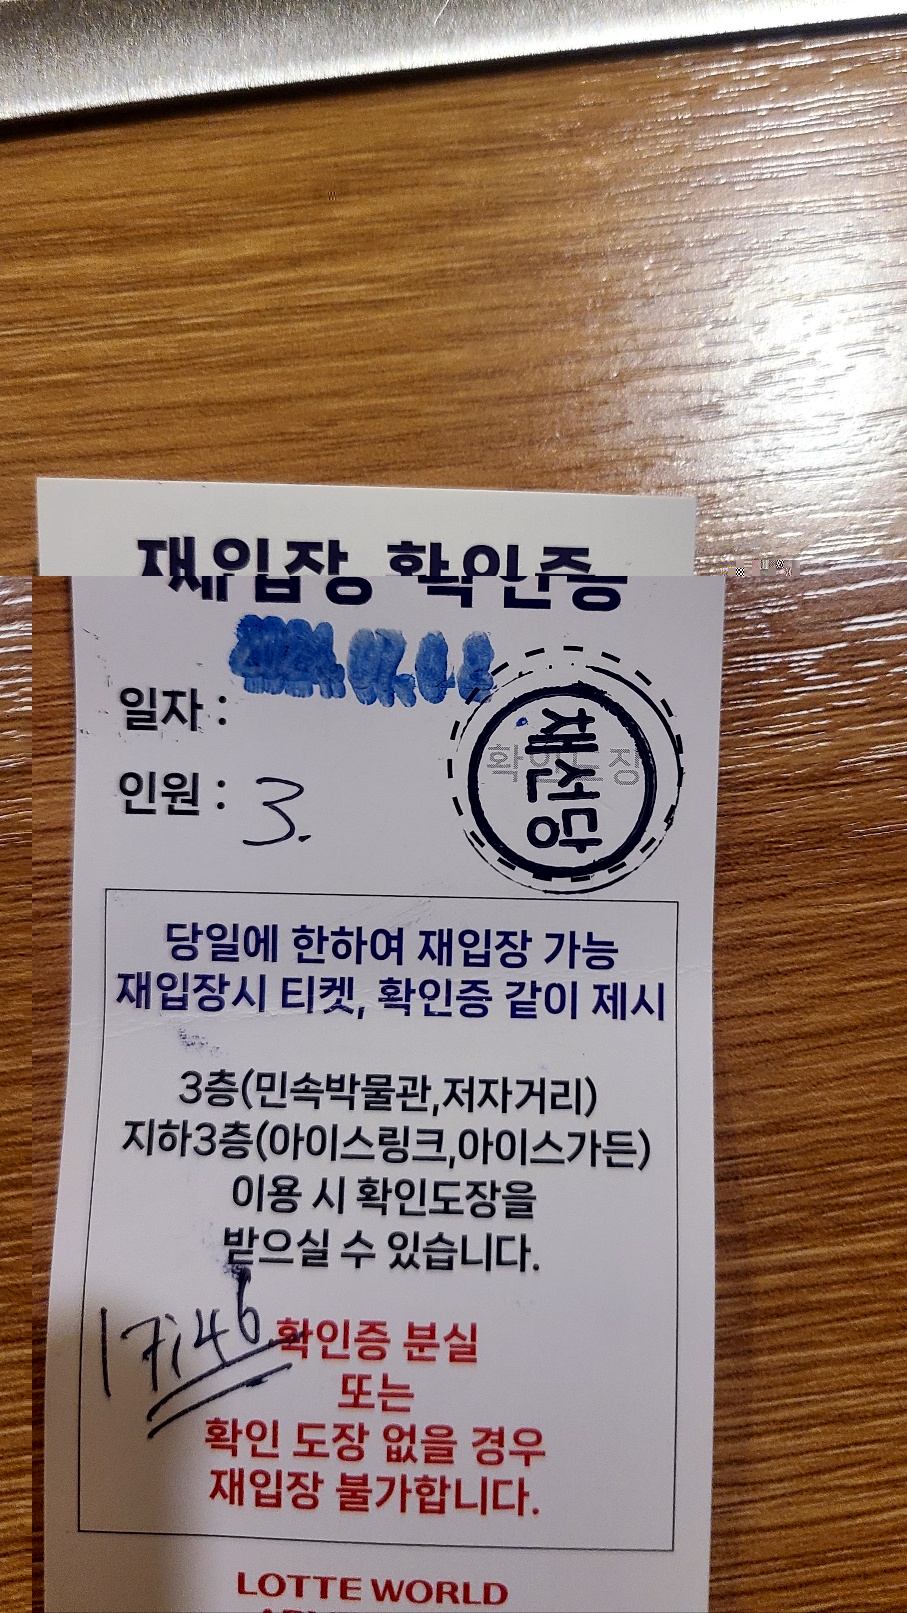 재입장 확인증
일자 :
인원 : 3.
확인도장
채선당
당일에 한하여 재입장 가능
재입장시 티켓, 확인증 같이 제시
3층(민속박물관,저자거리)
지하3층(아이스링크,아이스가든)
이용 시 확인도장을
받으실 수 있습니다.
17:46
확인증 분실
또는
확인 도장 없을 경우
재입장 불가합니다.
LOTTE WORLD